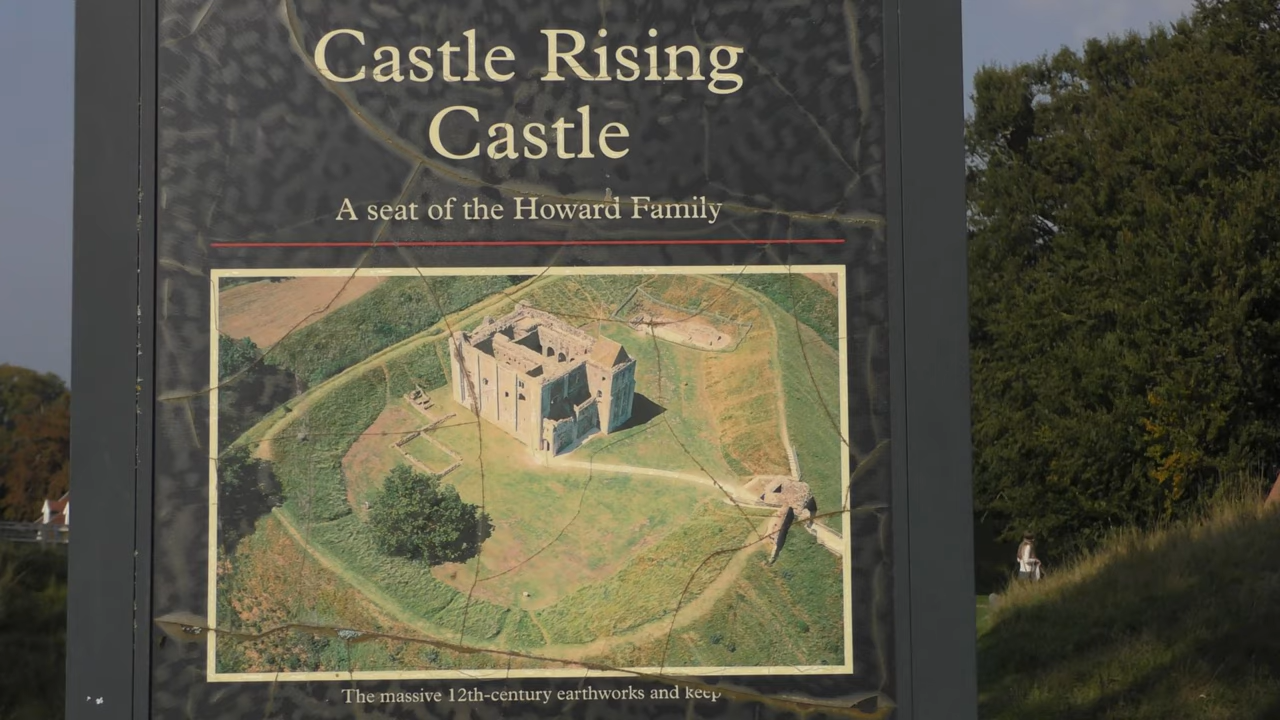 Castle Rising
Castle
A seat of the Howard Family
The massive 12th-century earthworks and keep